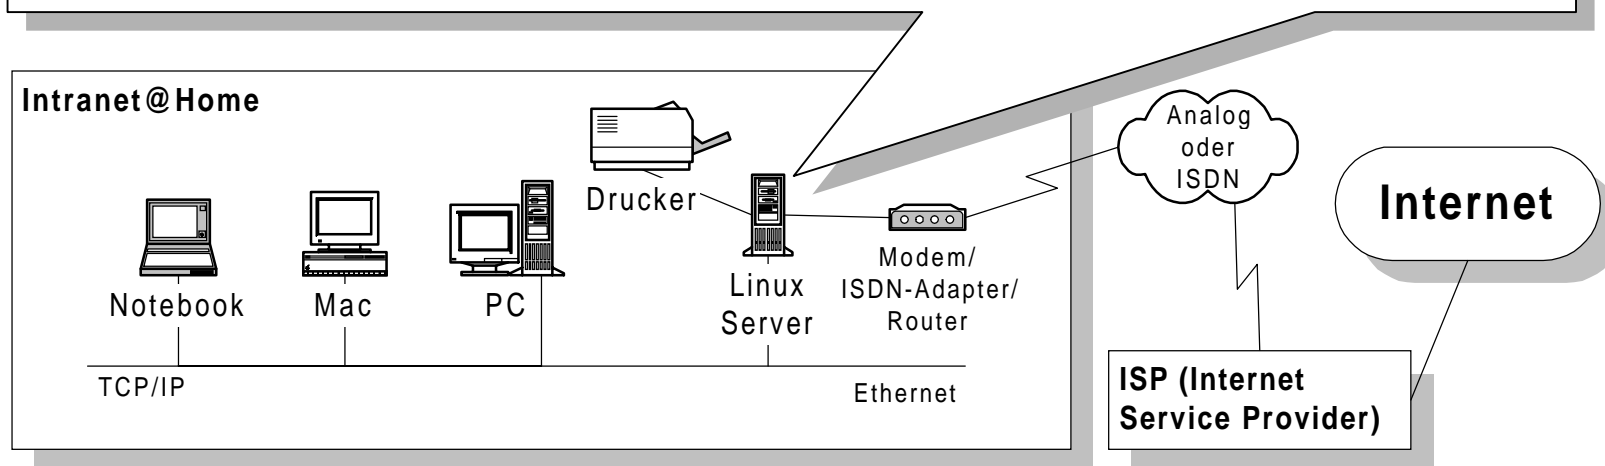 Intranet@Home
Drucker
Notebook
Mac
PC
Linux
Server
Modem/
ISDN-Adapter/
Router
TCP/IP
Ethernet
Analog
oder
ISDN
Internet
ISP (Internet
Service Provider)